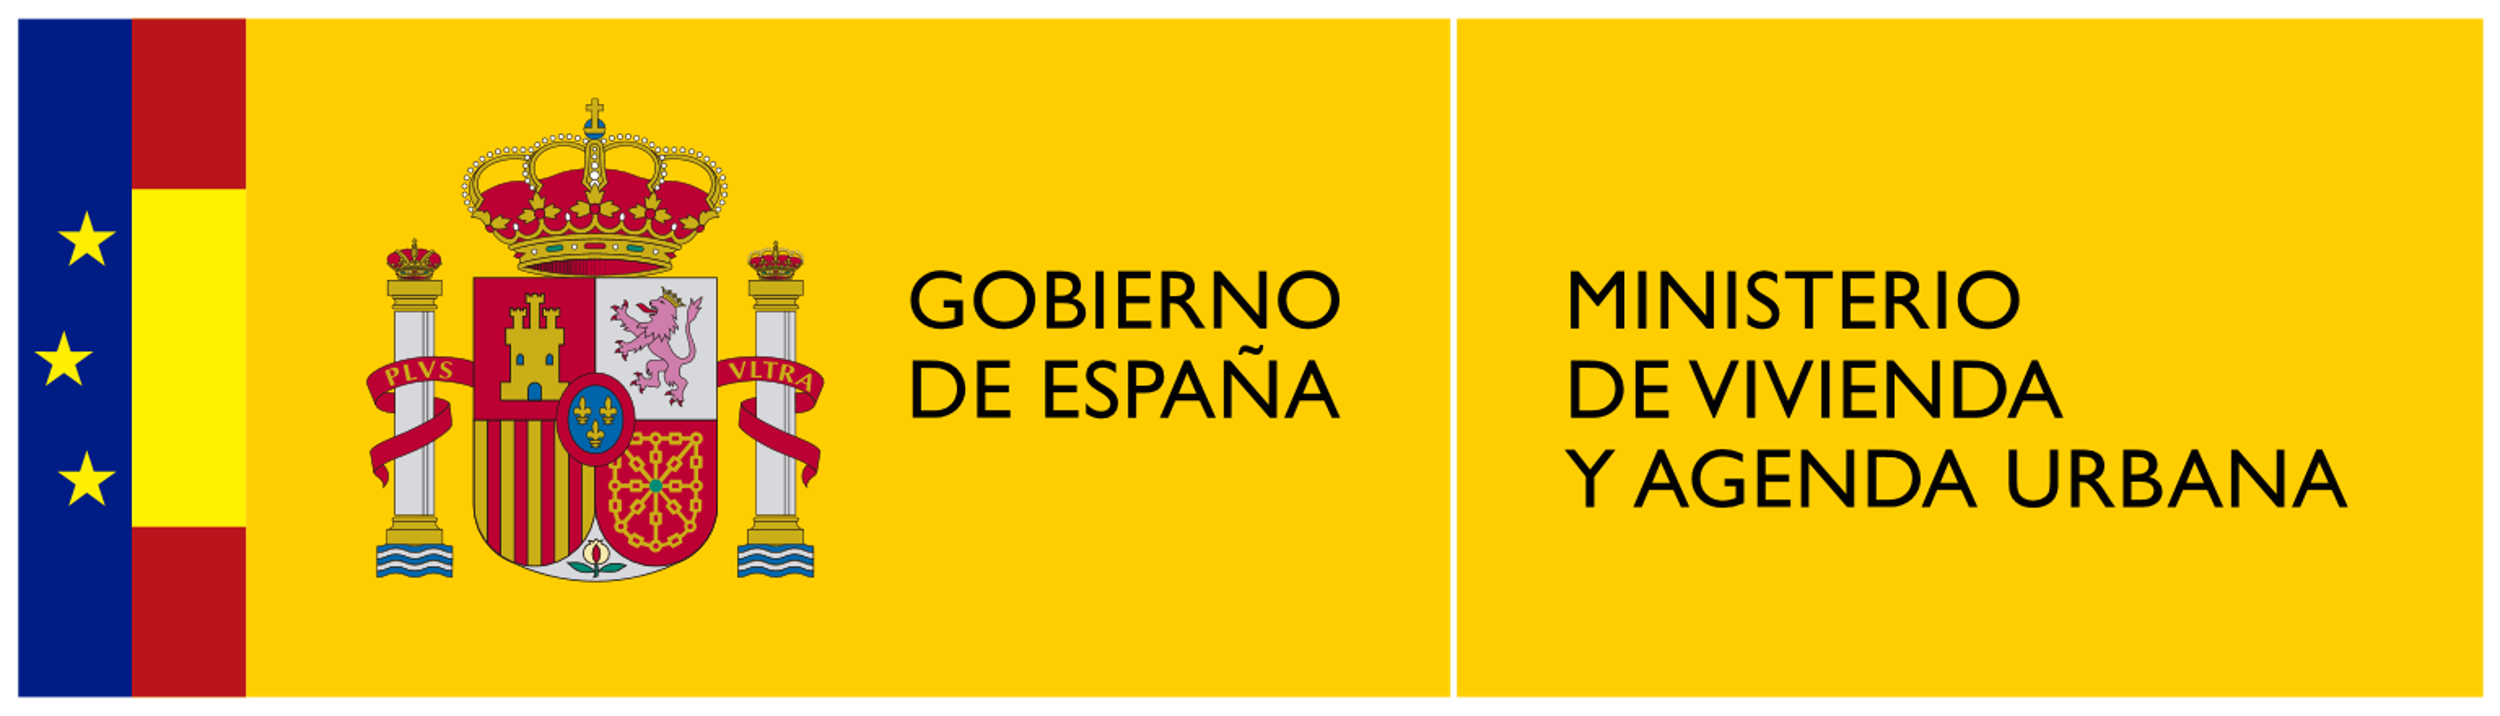 PLVS
VLTRA
GOBIERNO
DE ESPAÑA
MINISTERIO
DE VIVIENDA
Y AGENDA URBANA